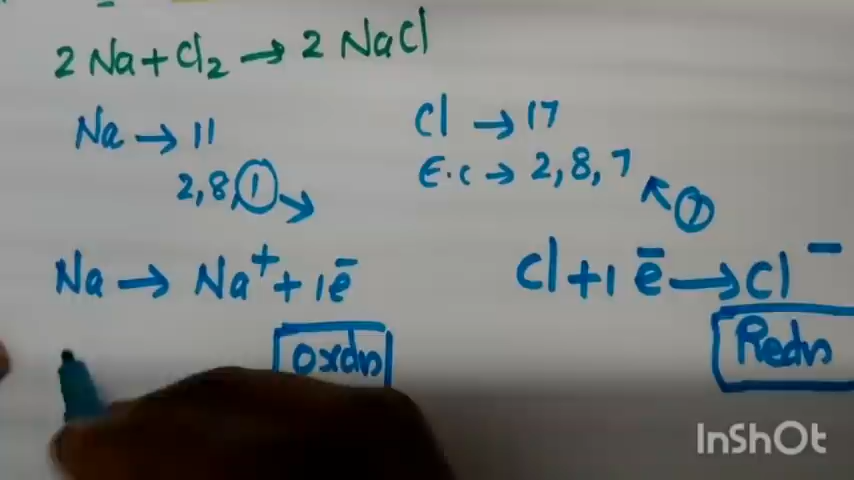 2 Na + Cl₂ → 2 NaCl
Na → 11
2, 8, 1
Cl → 17
E.c → 2, 8, 7
1
Na → Na⁺ + 1e⁻
Oxdn
Cl + 1 e⁻ → Cl⁻
Redn
InShOt